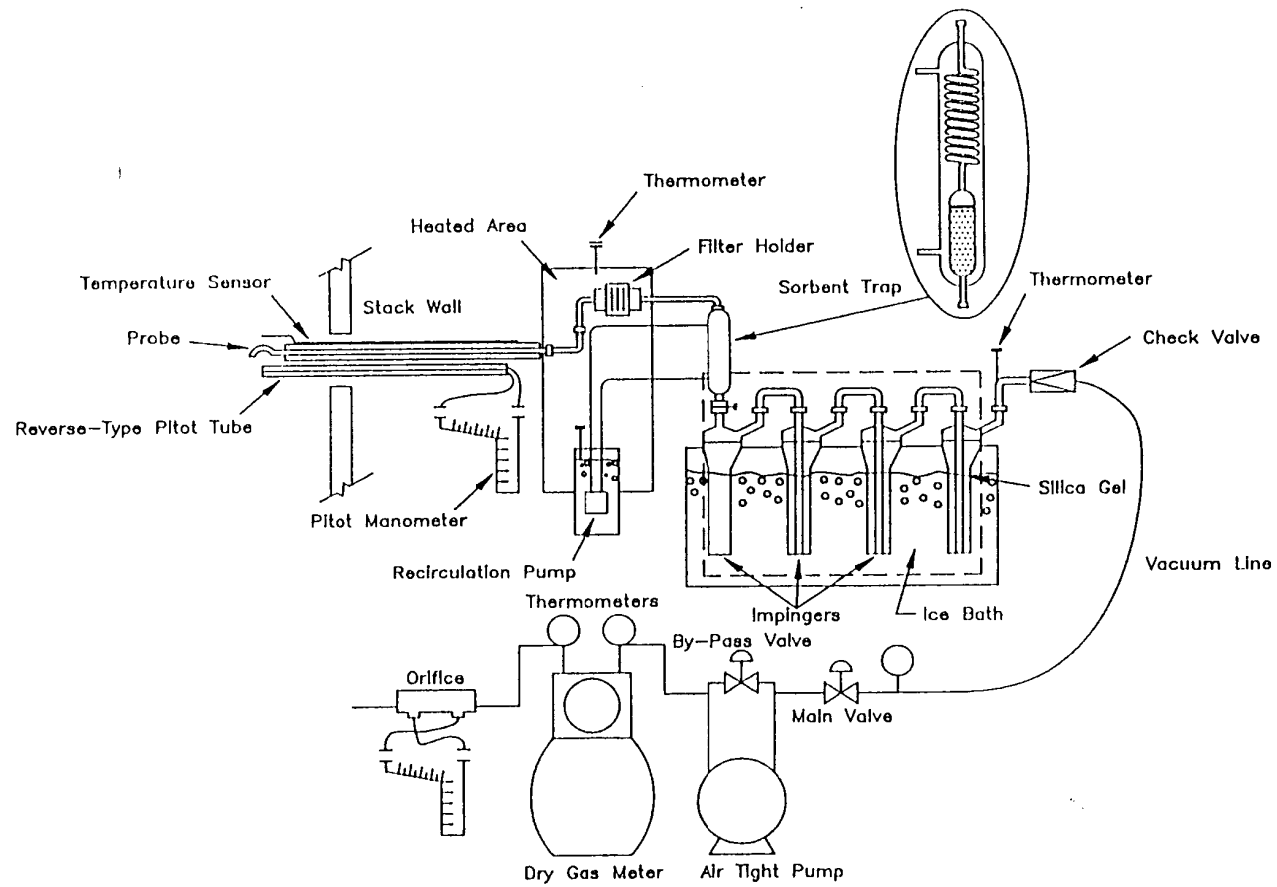 Thermometer
Heated Area
Filter Holder
Temperature Sensor
Sorbent Trap
Thermometer
Stack Wall
Probe
Check Valve
Reverse-Type Pitot Tube
Silica Gel
Pitot Manometer
Vacuum Line
Recirculation Pump
Thermometers
Impingers
Ice Bath
By-Pass Valve
Orifice
Main Valve
Dry Gas Meter
Air Tight Pump